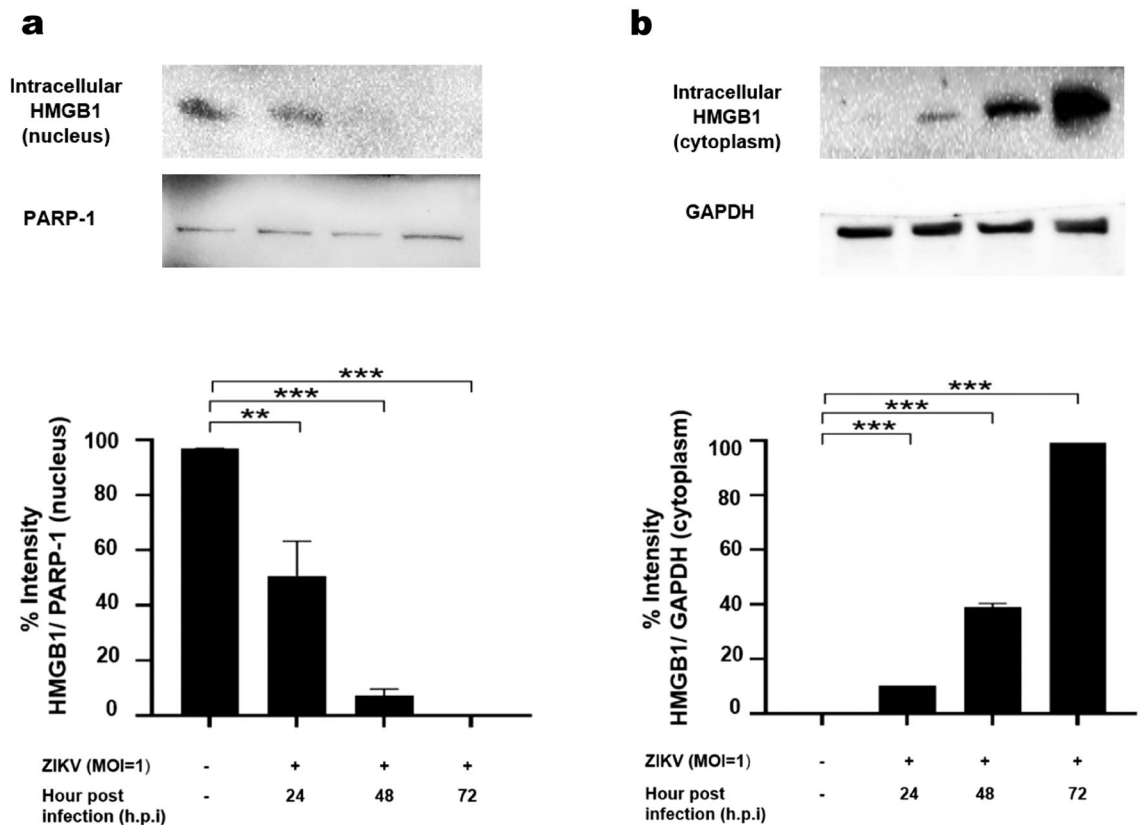 a
Intracellular
HMGB1
(nucleus)
PARP-1
***
***
**
% Intensity
HMGB1/ PARP-1 (nucleus)
100
80
60
40
20
0
ZIKV (MOI=1) - + + +
Hour post
infection (h.p.i) - 24 48 72
b
Intracellular
HMGB1
(cytoplasm)
GAPDH
***
***
***
% Intensity
HMGB1/ GAPDH (cytoplasm)
100
80
60
40
20
0
ZIKV (MOI=1) - + + +
Hour post
infection (h.p.i) - 24 48 72